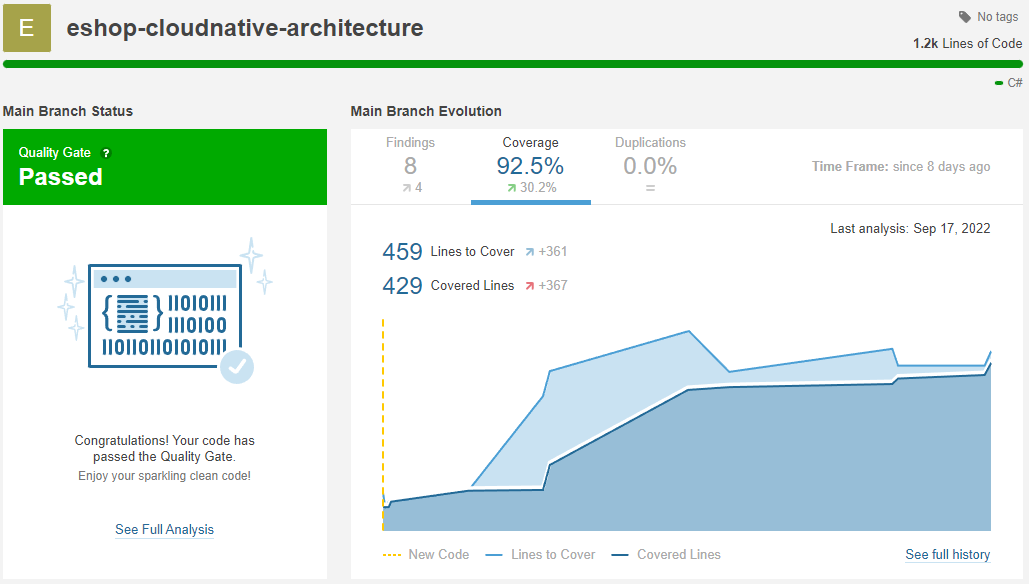 E
eshop-cloudnative-architecture
No tags
1.2k Lines of Code
C#
Main Branch Status
Quality Gate ?
Passed
{ } IIOIOIII
IIIOIOO
IIOIIOIIOIOIOIII
Congratulations! Your code has
passed the Quality Gate.
Enjoy your sparkling clean code!
See Full Analysis
Main Branch Evolution
Findings
8
4
Coverage
92.5%
30.2%
Duplications
0.0%
=
Time Frame: since 8 days ago
Last analysis: Sep 17, 2022
459 Lines to Cover +361
429 Covered Lines +367
New Code Lines to Cover Covered Lines
See full history